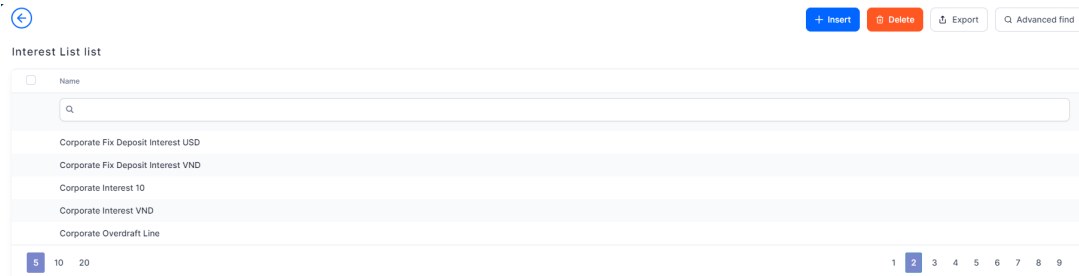 Insert Delete Export Advanced find
Interest List list
Name
Corporate Fix Deposit Interest USD
Corporate Fix Deposit Interest VND
Corporate Interest 10
Corporate Interest VND
Corporate Overdraft Line
5 10 20 1 2 3 4 5 6 7 8 9